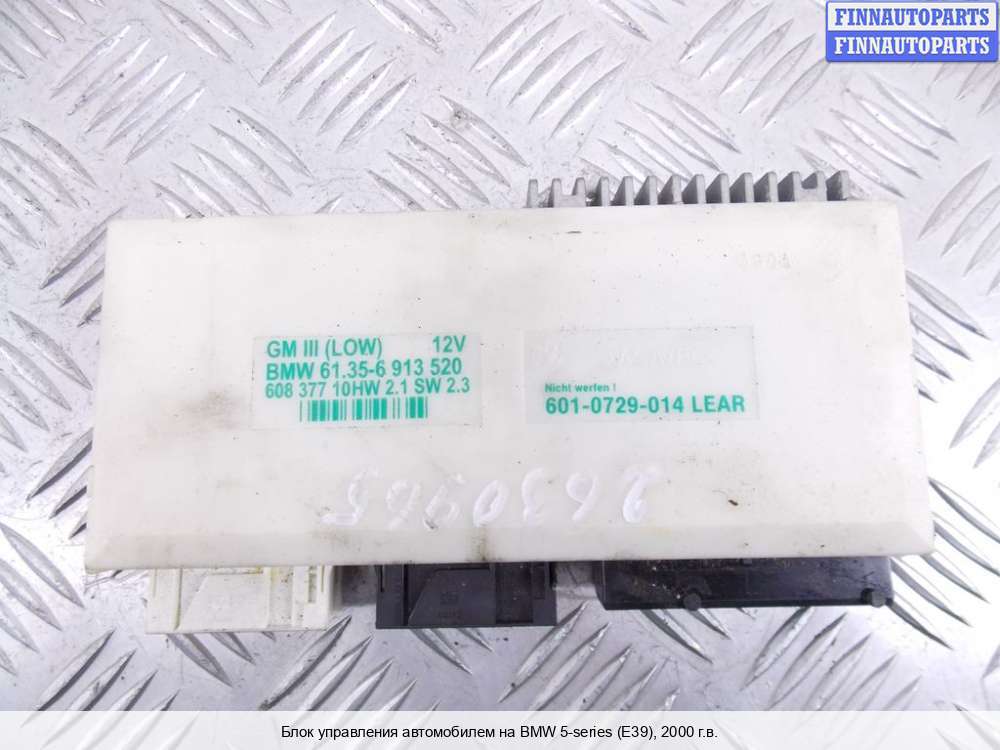 FINNAUTOPARTS
FINNAUTOPARTS
GM III (LOW) 12V
BMW 61.35-6 913 520
608 377 10HW 2.1 SW 2.3
Nicht werfen !
601-0729-014 LEAR
Блок управления автомобилем на BMW 5-series (E39), 2000 г.в.